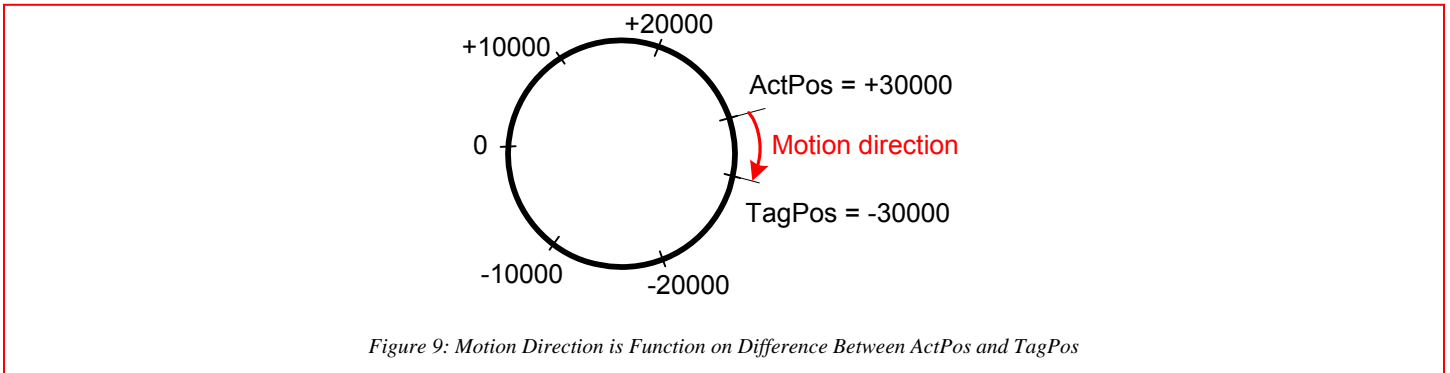 +20000
+10000
ActPos = +30000
0
Motion direction
TagPos = -30000
-10000
-20000
Figure 9: Motion Direction is Function on Difference Between ActPos and TagPos